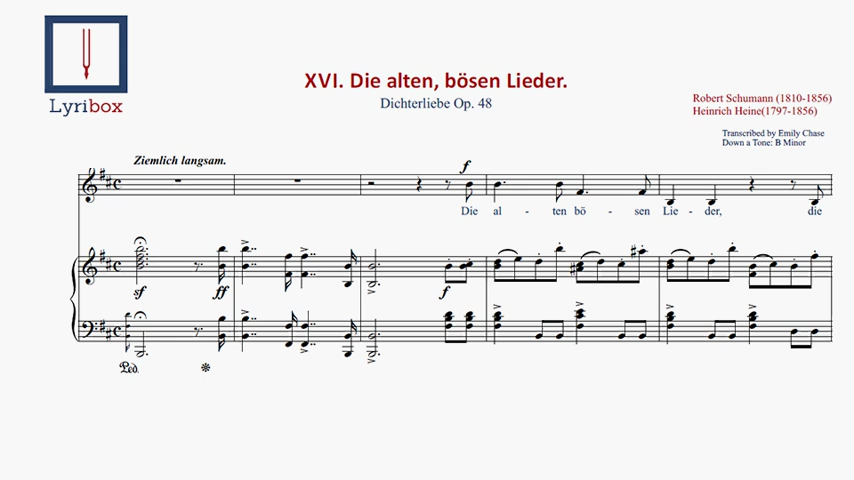 Lyribox
XVI. Die alten, bösen Lieder.
Dichterliebe Op. 48
Robert Schumann (1810-1856)
Heinrich Heine(1797-1856)
Transcribed by Emily Chase
Down a Tone: B Minor
Ziemlich langsam.
f
Die al - ten bö - sen Lie - der, die
sf ff f
Ped.